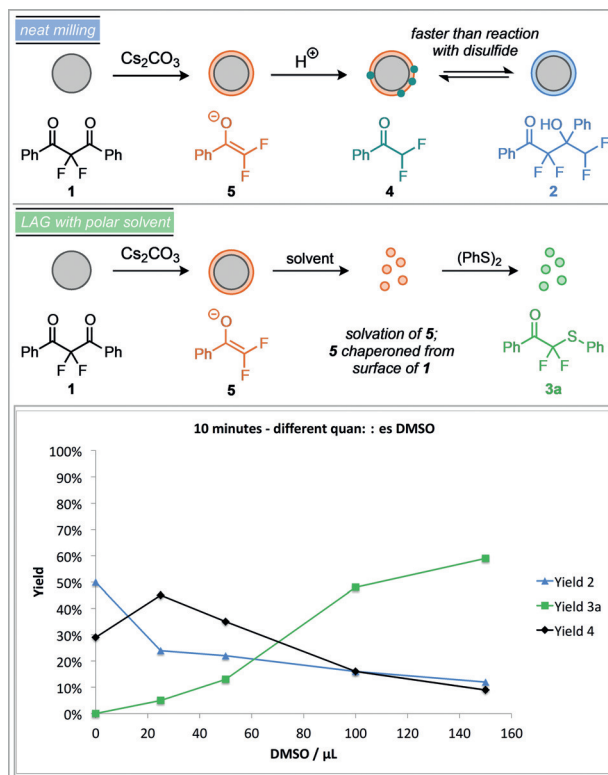 neat milling
Cs2CO3
H⊕
faster than reaction
with disulfide
O O
Ph Ph
F F
1
⊖
O
Ph F
F
5
O
Ph F
F
4
O HO Ph
Ph F
F F F
2
LAG with polar solvent
Cs2CO3
solvent
(PhS)2
O O
Ph Ph
F F
1
⊖
O
Ph F
F
5
solvation of 5;
5 chaperoned from
surface of 1
O
Ph S Ph
F F
3a
10 minutes - different quan: : es DMSO
100%
90%
80%
70%
60%
50%
40%
30%
20%
10%
0%
Yield
0 20 40 60 80 100 120 140 160
DMSO / µL
Yield 2
Yield 3a
Yield 4